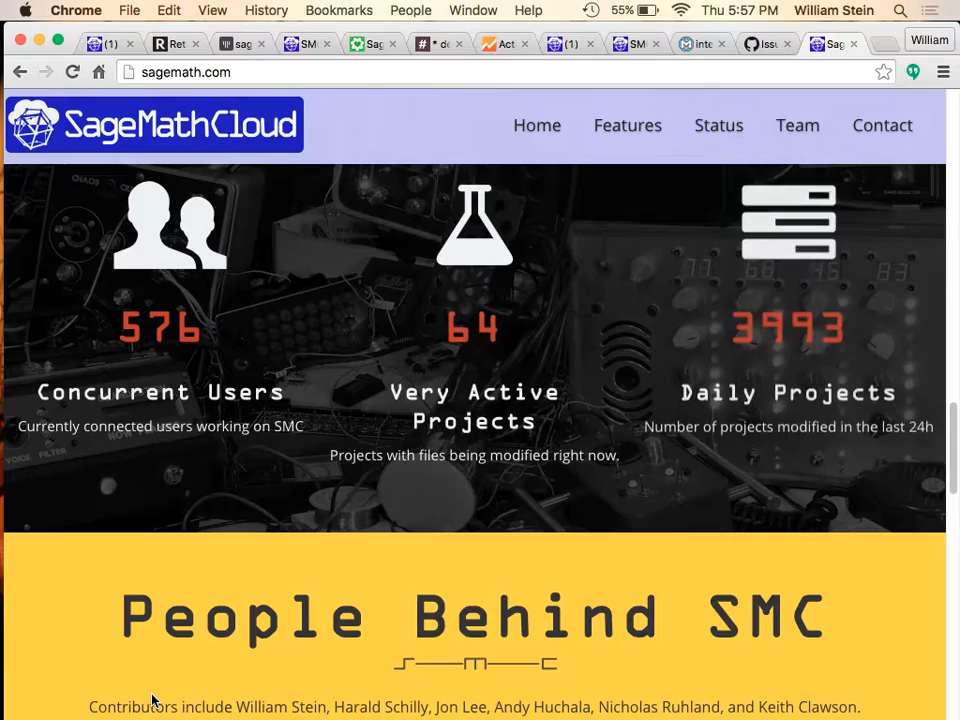 Chrome File Edit View History Bookmarks People Window Help 55% Thu 5:57 PM William Stein
(1) Ret sag SM Sag * de Act (1) SM inte Issu Sag William
sagemath.com
SageMathCloud Home Features Status Team Contact
576 64 3993
Concurrent Users Very Active Projects Daily Projects
Currently connected users working on SMC Projects with files being modified right now. Number of projects modified in the last 24h
People Behind SMC
Contributors include William Stein, Harald Schilly, Jon Lee, Andy Huchala, Nicholas Ruhland, and Keith Clawson.